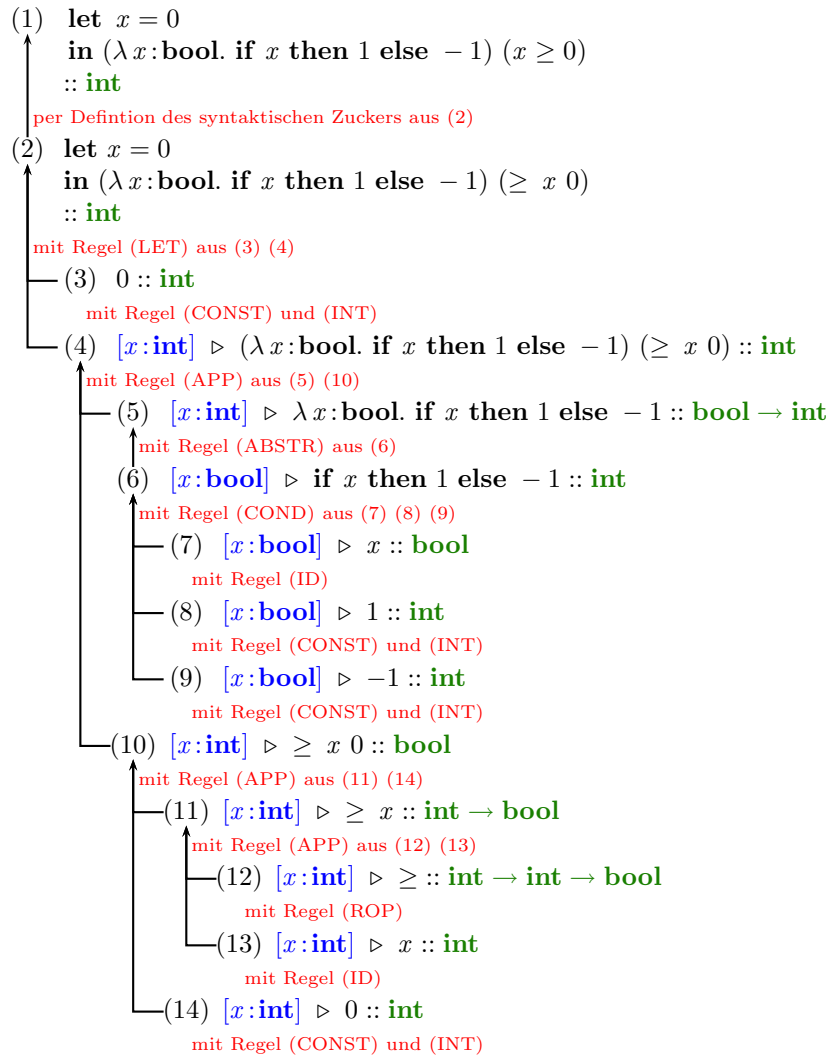 (1) let x = 0
in (λ x : bool. if x then 1 else − 1) (x ≥ 0)
:: int
per Defintion des syntaktischen Zuckers aus (2)
(2) let x = 0
in (λ x : bool. if x then 1 else − 1) (≥ x 0)
:: int
mit Regel (LET) aus (3) (4)
(3) 0 :: int
mit Regel (CONST) und (INT)
(4) [x : int] ▹ (λ x : bool. if x then 1 else − 1) (≥ x 0) :: int
mit Regel (APP) aus (5) (10)
(5) [x : int] ▹ λ x : bool. if x then 1 else − 1 :: bool → int
mit Regel (ABSTR) aus (6)
(6) [x : bool] ▹ if x then 1 else − 1 :: int
mit Regel (COND) aus (7) (8) (9)
(7) [x : bool] ▹ x :: bool
mit Regel (ID)
(8) [x : bool] ▹ 1 :: int
mit Regel (CONST) und (INT)
(9) [x : bool] ▹ −1 :: int
mit Regel (CONST) und (INT)
(10) [x : int] ▹ ≥ x 0 :: bool
mit Regel (APP) aus (11) (14)
(11) [x : int] ▹ ≥ x :: int → bool
mit Regel (APP) aus (12) (13)
(12) [x : int] ▹ ≥ :: int → int → bool
mit Regel (ROP)
(13) [x : int] ▹ x :: int
mit Regel (ID)
(14) [x : int] ▹ 0 :: int
mit Regel (CONST) und (INT)